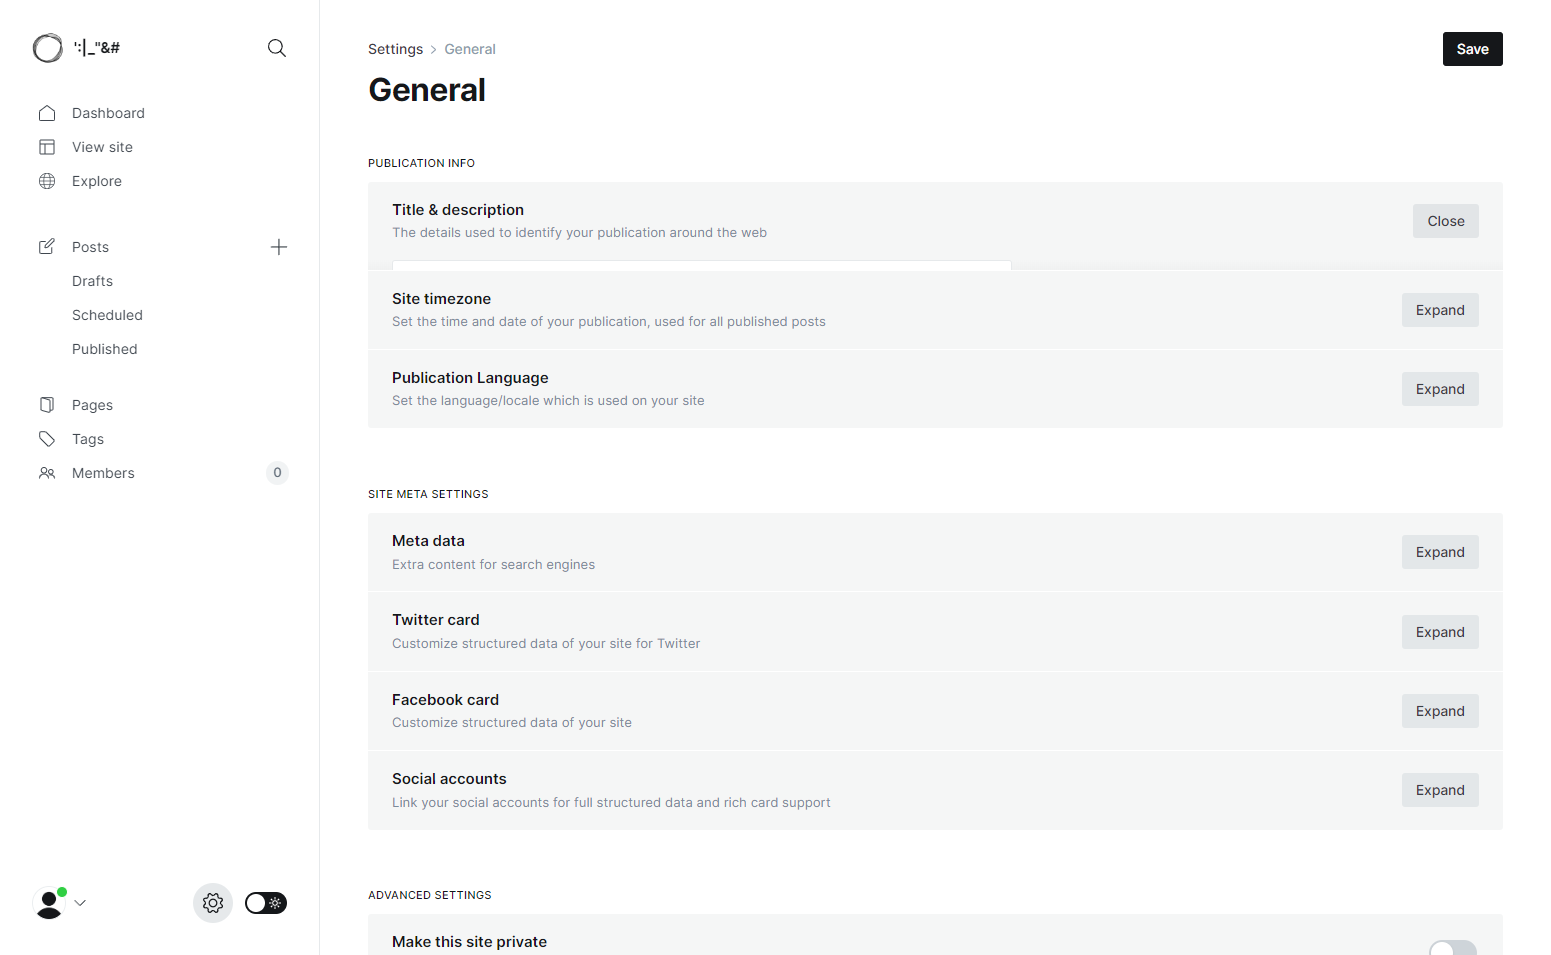 ':|_"&#
Dashboard
View site
Explore
Posts
Drafts
Scheduled
Published
Pages
Tags
Members
0
Settings > General
Save
General
PUBLICATION INFO
Title & description
The details used to identify your publication around the web
Close
Site timezone
Set the time and date of your publication, used for all published posts
Expand
Publication Language
Set the language/locale which is used on your site
Expand
SITE META SETTINGS
Meta data
Extra content for search engines
Expand
Twitter card
Customize structured data of your site for Twitter
Expand
Facebook card
Customize structured data of your site
Expand
Social accounts
Link your social accounts for full structured data and rich card support
Expand
ADVANCED SETTINGS
Make this site private